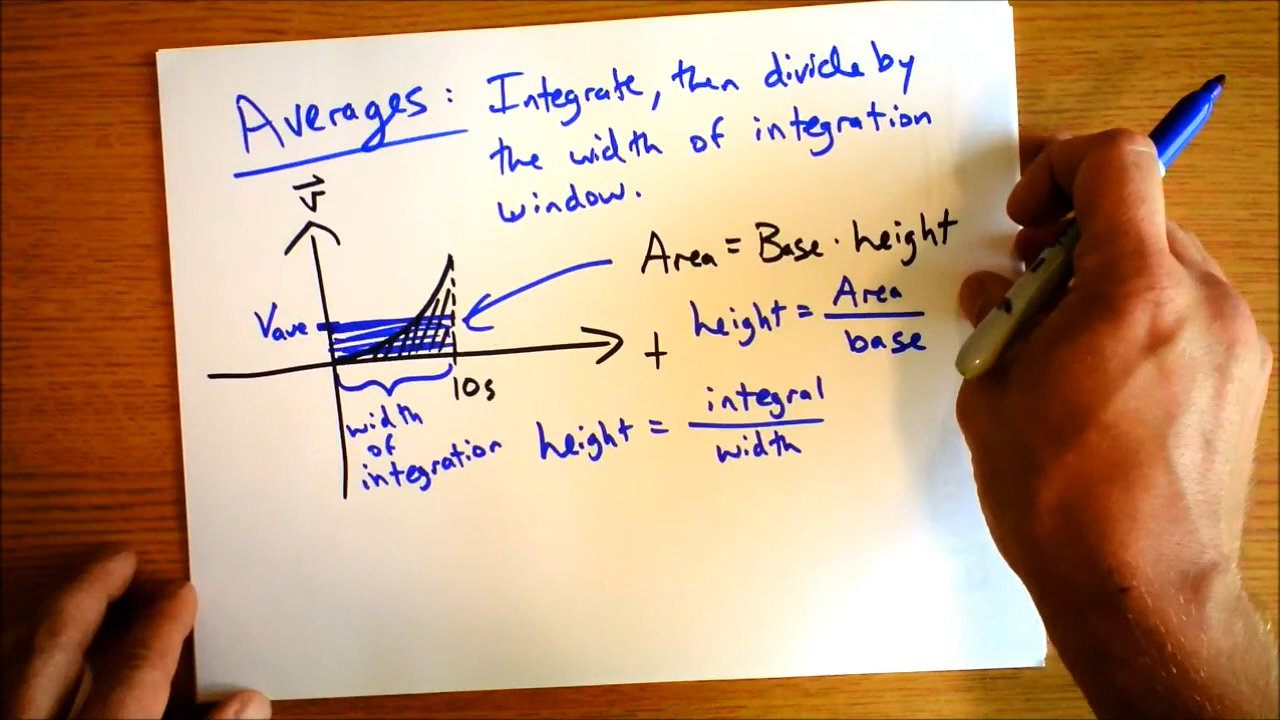 Averages: Integrate, then divide by
the width of integration
window.
v
Area = Base · height
Vave
height = Area
base
t
10s
width
of
integration
height = integral
width